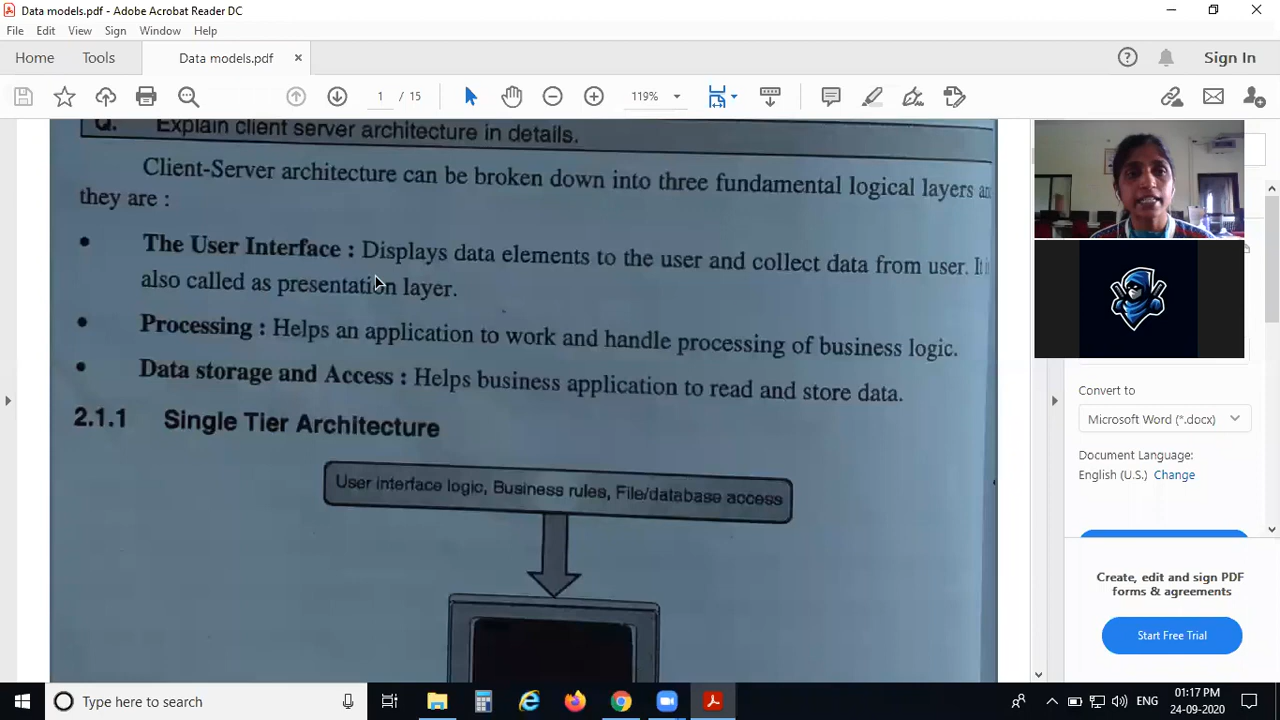 Data models.pdf - Adobe Acrobat Reader DC
File Edit View Sign Window Help
Home Tools Data models.pdf × Sign In
1 / 15 119%
Q. Explain client server architecture in details.
Client-Server architecture can be broken down into three fundamental logical layers
they are :
• The User Interface : Displays data elements to the user and collect data from user. It
also called as presentation layer.
• Processing : Helps an application to work and handle processing of business logic.
• Data storage and Access : Helps business application to read and store data.
2.1.1 Single Tier Architecture
User interface logic, Business rules, File/database access
Convert to
Microsoft Word (*.docx)
Document Language:
English (U.S.) Change
Create, edit and sign PDF
forms & agreements
Start Free Trial
Type here to search
ENG
01:17 PM
24-09-2020